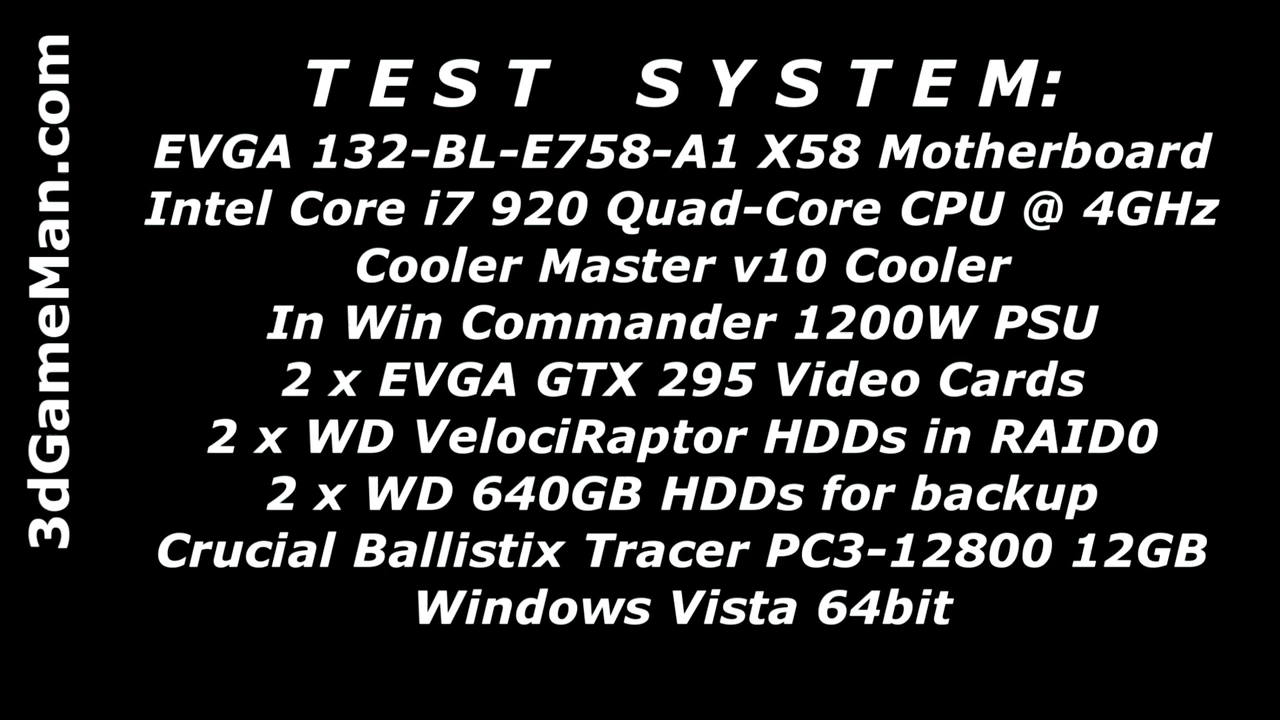 3dGameMan.com
T E S T   S Y S T E M:
EVGA 132-BL-E758-A1 X58 Motherboard
Intel Core i7 920 Quad-Core CPU @ 4GHz
Cooler Master v10 Cooler
In Win Commander 1200W PSU
2 x EVGA GTX 295 Video Cards
2 x WD VelociRaptor HDDs in RAID0
2 x WD 640GB HDDs for backup
Crucial Ballistix Tracer PC3-12800 12GB
Windows Vista 64bit